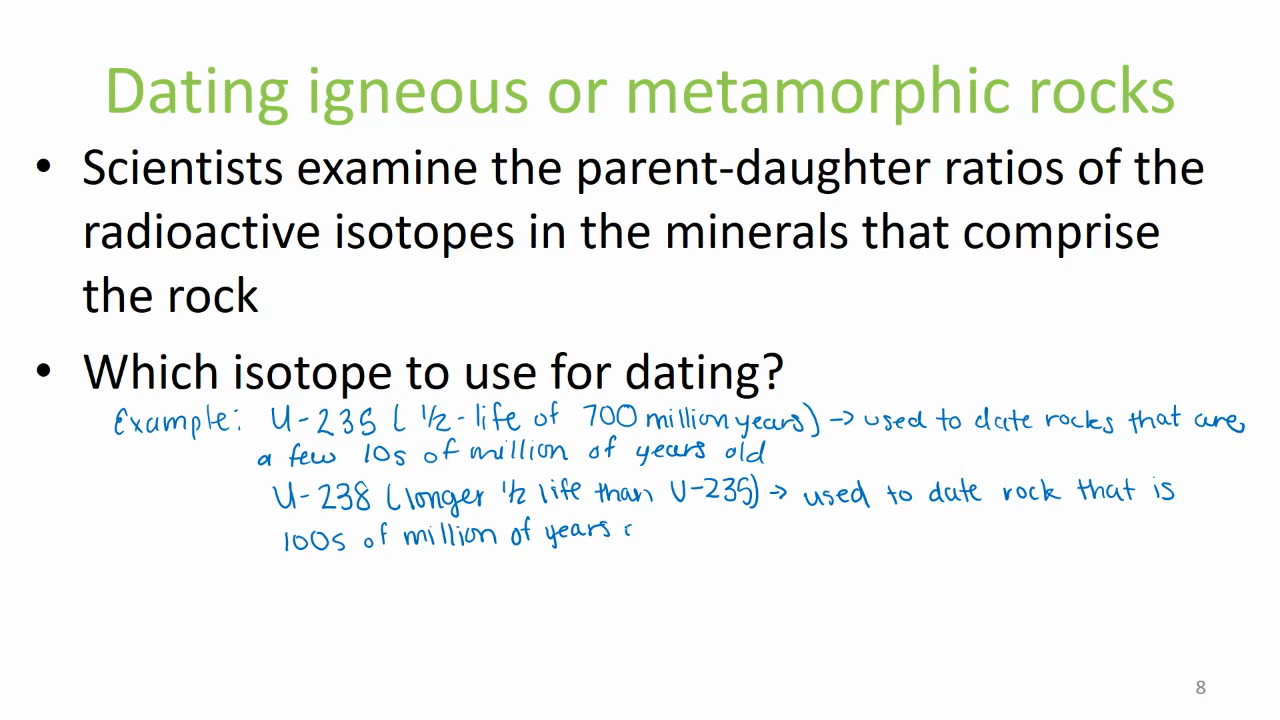 Dating igneous or metamorphic rocks
• Scientists examine the parent-daughter ratios of the
radioactive isotopes in the minerals that comprise
the rock
• Which isotope to use for dating?
Example: U-235 ( 1/2-life of 700 million years) → used to date rocks that are
a few 10s of million of years old
U-238 (longer 1/2 life than U-235) → used to date rock that is
100s of million of years
8